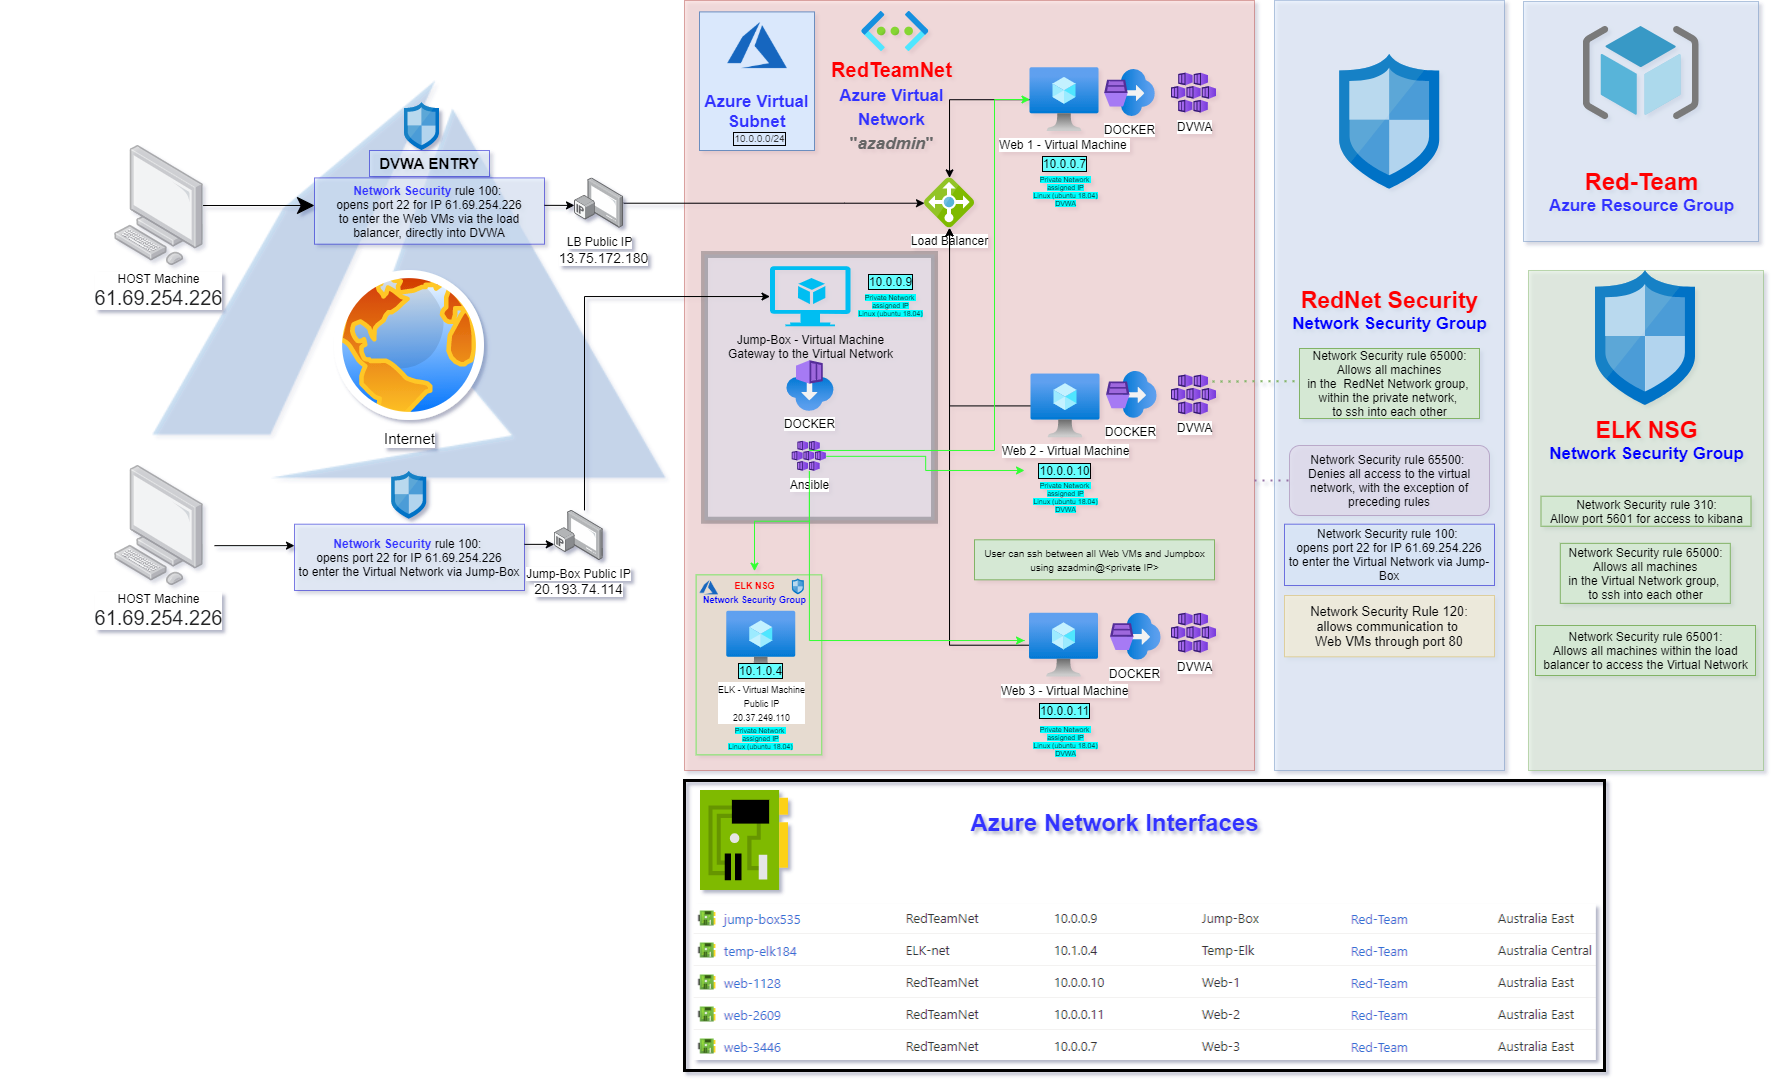 DVWA ENTRY
Network Security rule 100:
opens port 22 for IP 61.69.254.226
to enter the Web VMs via the load
balancer, directly into DVWA
HOST Machine
61.69.254.226
IP
LB Public IP
13.75.172.180
Internet
Network Security rule 100:
opens port 22 for IP 61.69.254.226
to enter the Virtual Network via Jump-Box
HOST Machine
61.69.254.226
IP
Jump-Box Public IP
20.193.74.114
Azure Virtual
Subnet
10.0.0.0/24
RedTeamNet
Azure Virtual
Network
"azadmin"
Load Balancer
10.0.0.9
Private Network
assigned IP
Linux (ubuntu 18.04)
Jump-Box - Virtual Machine
Gateway to the Virtual Network
DOCKER
Ansible
ELK NSG
Network Security Group
10.1.0.4
ELK - Virtual Machine
Public IP
20.37.249.110
Private Network
assigned IP
Linux (ubuntu 18.04)
DOCKER
DVWA
Web 1 - Virtual Machine
10.0.0.7
Private Network
assigned IP
Linux (ubuntu 18.04)
DVWA
DOCKER
DVWA
Web 2 - Virtual Machine
10.0.0.10
Private Network
assigned IP
Linux (ubuntu 18.04)
DVWA
User can ssh between all Web VMs and Jumpbox
using azadmin@<private IP>
DOCKER
DVWA
Web 3 - Virtual Machine
10.0.0.11
Private Network
assigned IP
Linux (ubuntu 18.04)
DVWA
RedNet Security
Network Security Group
Network Security rule 65000:
Allows all machines
in the RedNet Network group,
within the private network,
to ssh into each other
Network Security rule 65500:
Denies all access to the virtual
network, with the exception of
preceding rules
Network Security rule 100:
opens port 22 for IP 61.69.254.226
to enter the Virtual Network via Jump-
Box
Network Security Rule 120:
allows communication to
Web VMs through port 80
Red-Team
Azure Resource Group
ELK NSG
Network Security Group
Network Security rule 310:
Allow port 5601 for access to kibana
Network Security rule 65000:
Allows all machines
in the Virtual Network group,
to ssh into each other
Network Security rule 65001:
Allows all machines within the load
balancer to access the Virtual Network
Azure Network Interfaces
jump-box535 RedTeamNet 10.0.0.9 Jump-Box Red-Team Australia East
temp-elk184 ELK-net 10.1.0.4 Temp-Elk Red-Team Australia Central
web-1128 RedTeamNet 10.0.0.10 Web-1 Red-Team Australia East
web-2609 RedTeamNet 10.0.0.11 Web-2 Red-Team Australia East
web-3446 RedTeamNet 10.0.0.7 Web-3 Red-Team Australia East